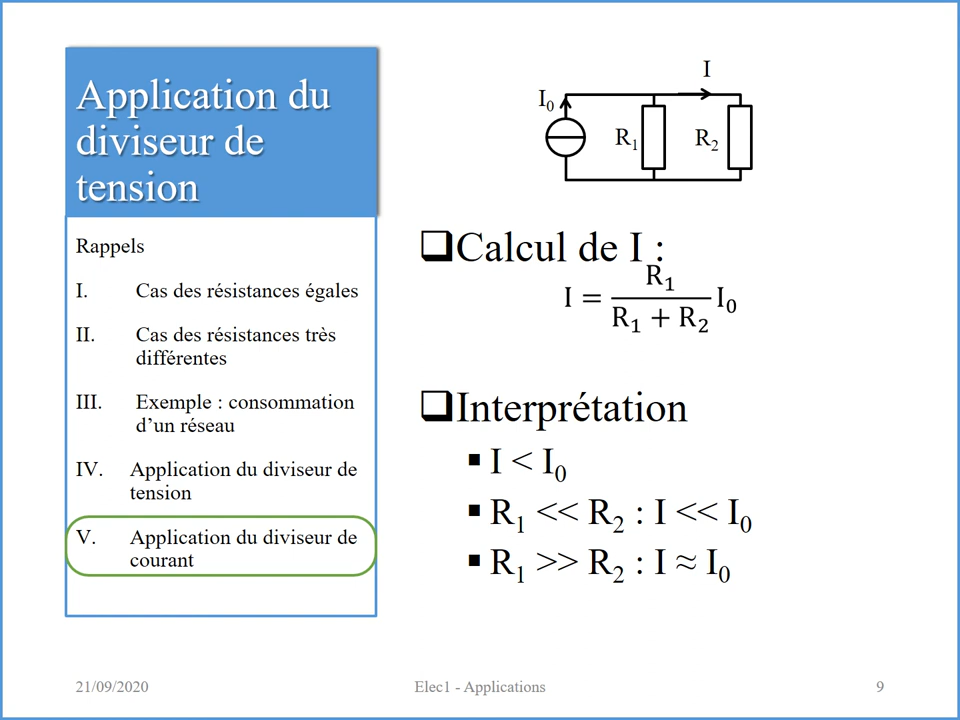 Application du
diviseur de
tension
Rappels
I. Cas des résistances égales
II. Cas des résistances très
différentes
III. Exemple : consommation
d’un réseau
IV. Application du diviseur de
tension
V. Application du diviseur de
courant
I
I₀
R₁
R₂
❑Calcul de I :
I = R₁ / (R₁ + R₂) I₀
❑Interprétation
▪ I < I₀
▪ R₁ << R₂ : I << I₀
▪ R₁ >> R₂ : I ≈ I₀
21/09/2020
Elec1 - Applications
9